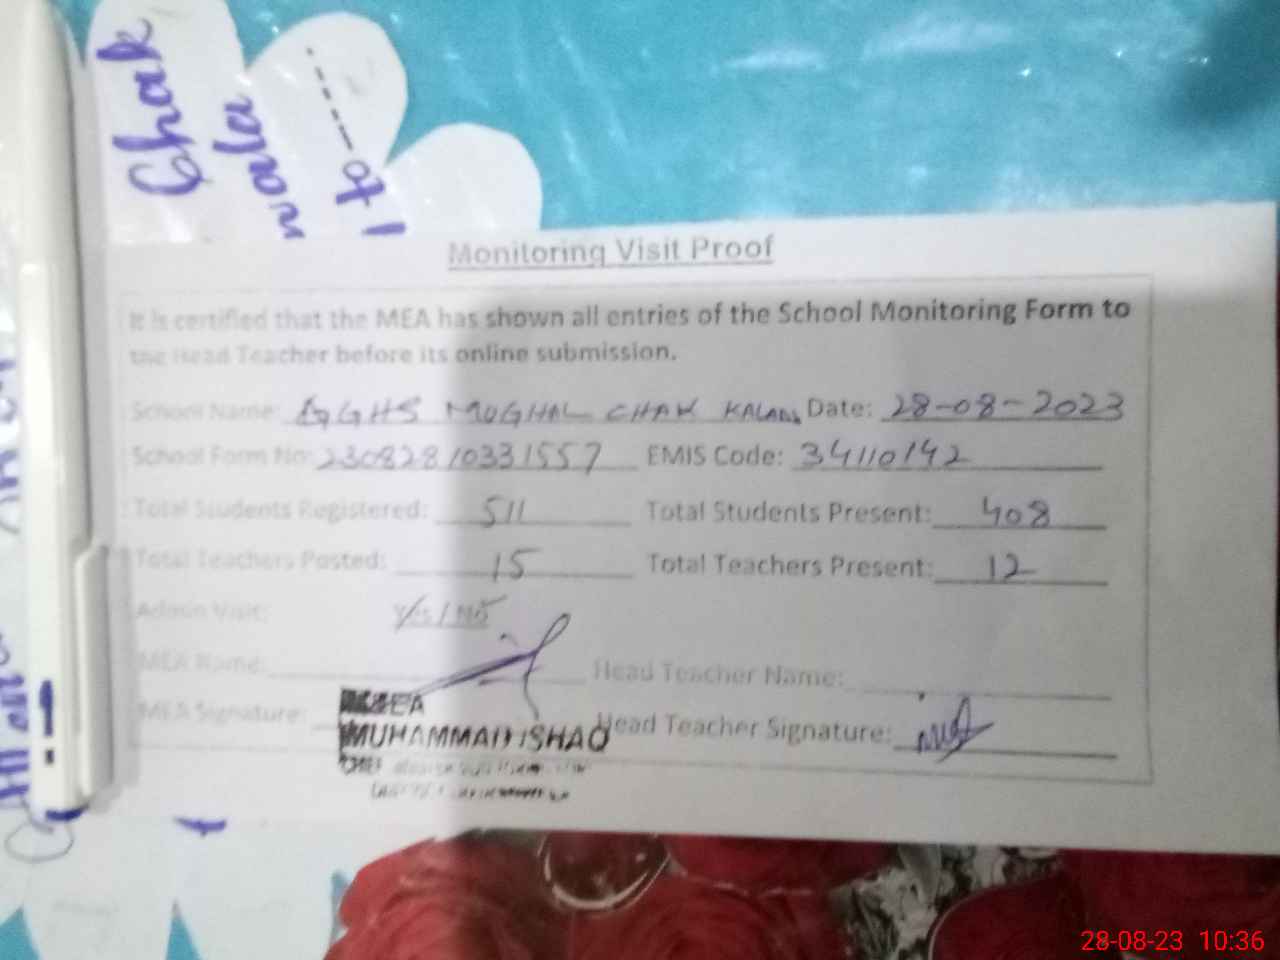 Chak
wala
1 to
Monitoring Visit Proof
It is certified that the MEA has shown all entries of the School Monitoring Form to
the Head Teacher before its online submission.
School Name: GGHS MUGHAL CHAK KALAN Date: 28-08-2023
School Form No: 23082810331557 EMIS Code: 34110142
Total Students Registered: 511 Total Students Present: 408
Total Teachers Posted: 15 Total Teachers Present: 12
Admin Visit: Yes / No
MEA Name: Head Teacher Name:
MEA Signature: Head Teacher Signature:
MEA
MUHAMMAD ISHAQ
28-08-23 10:36